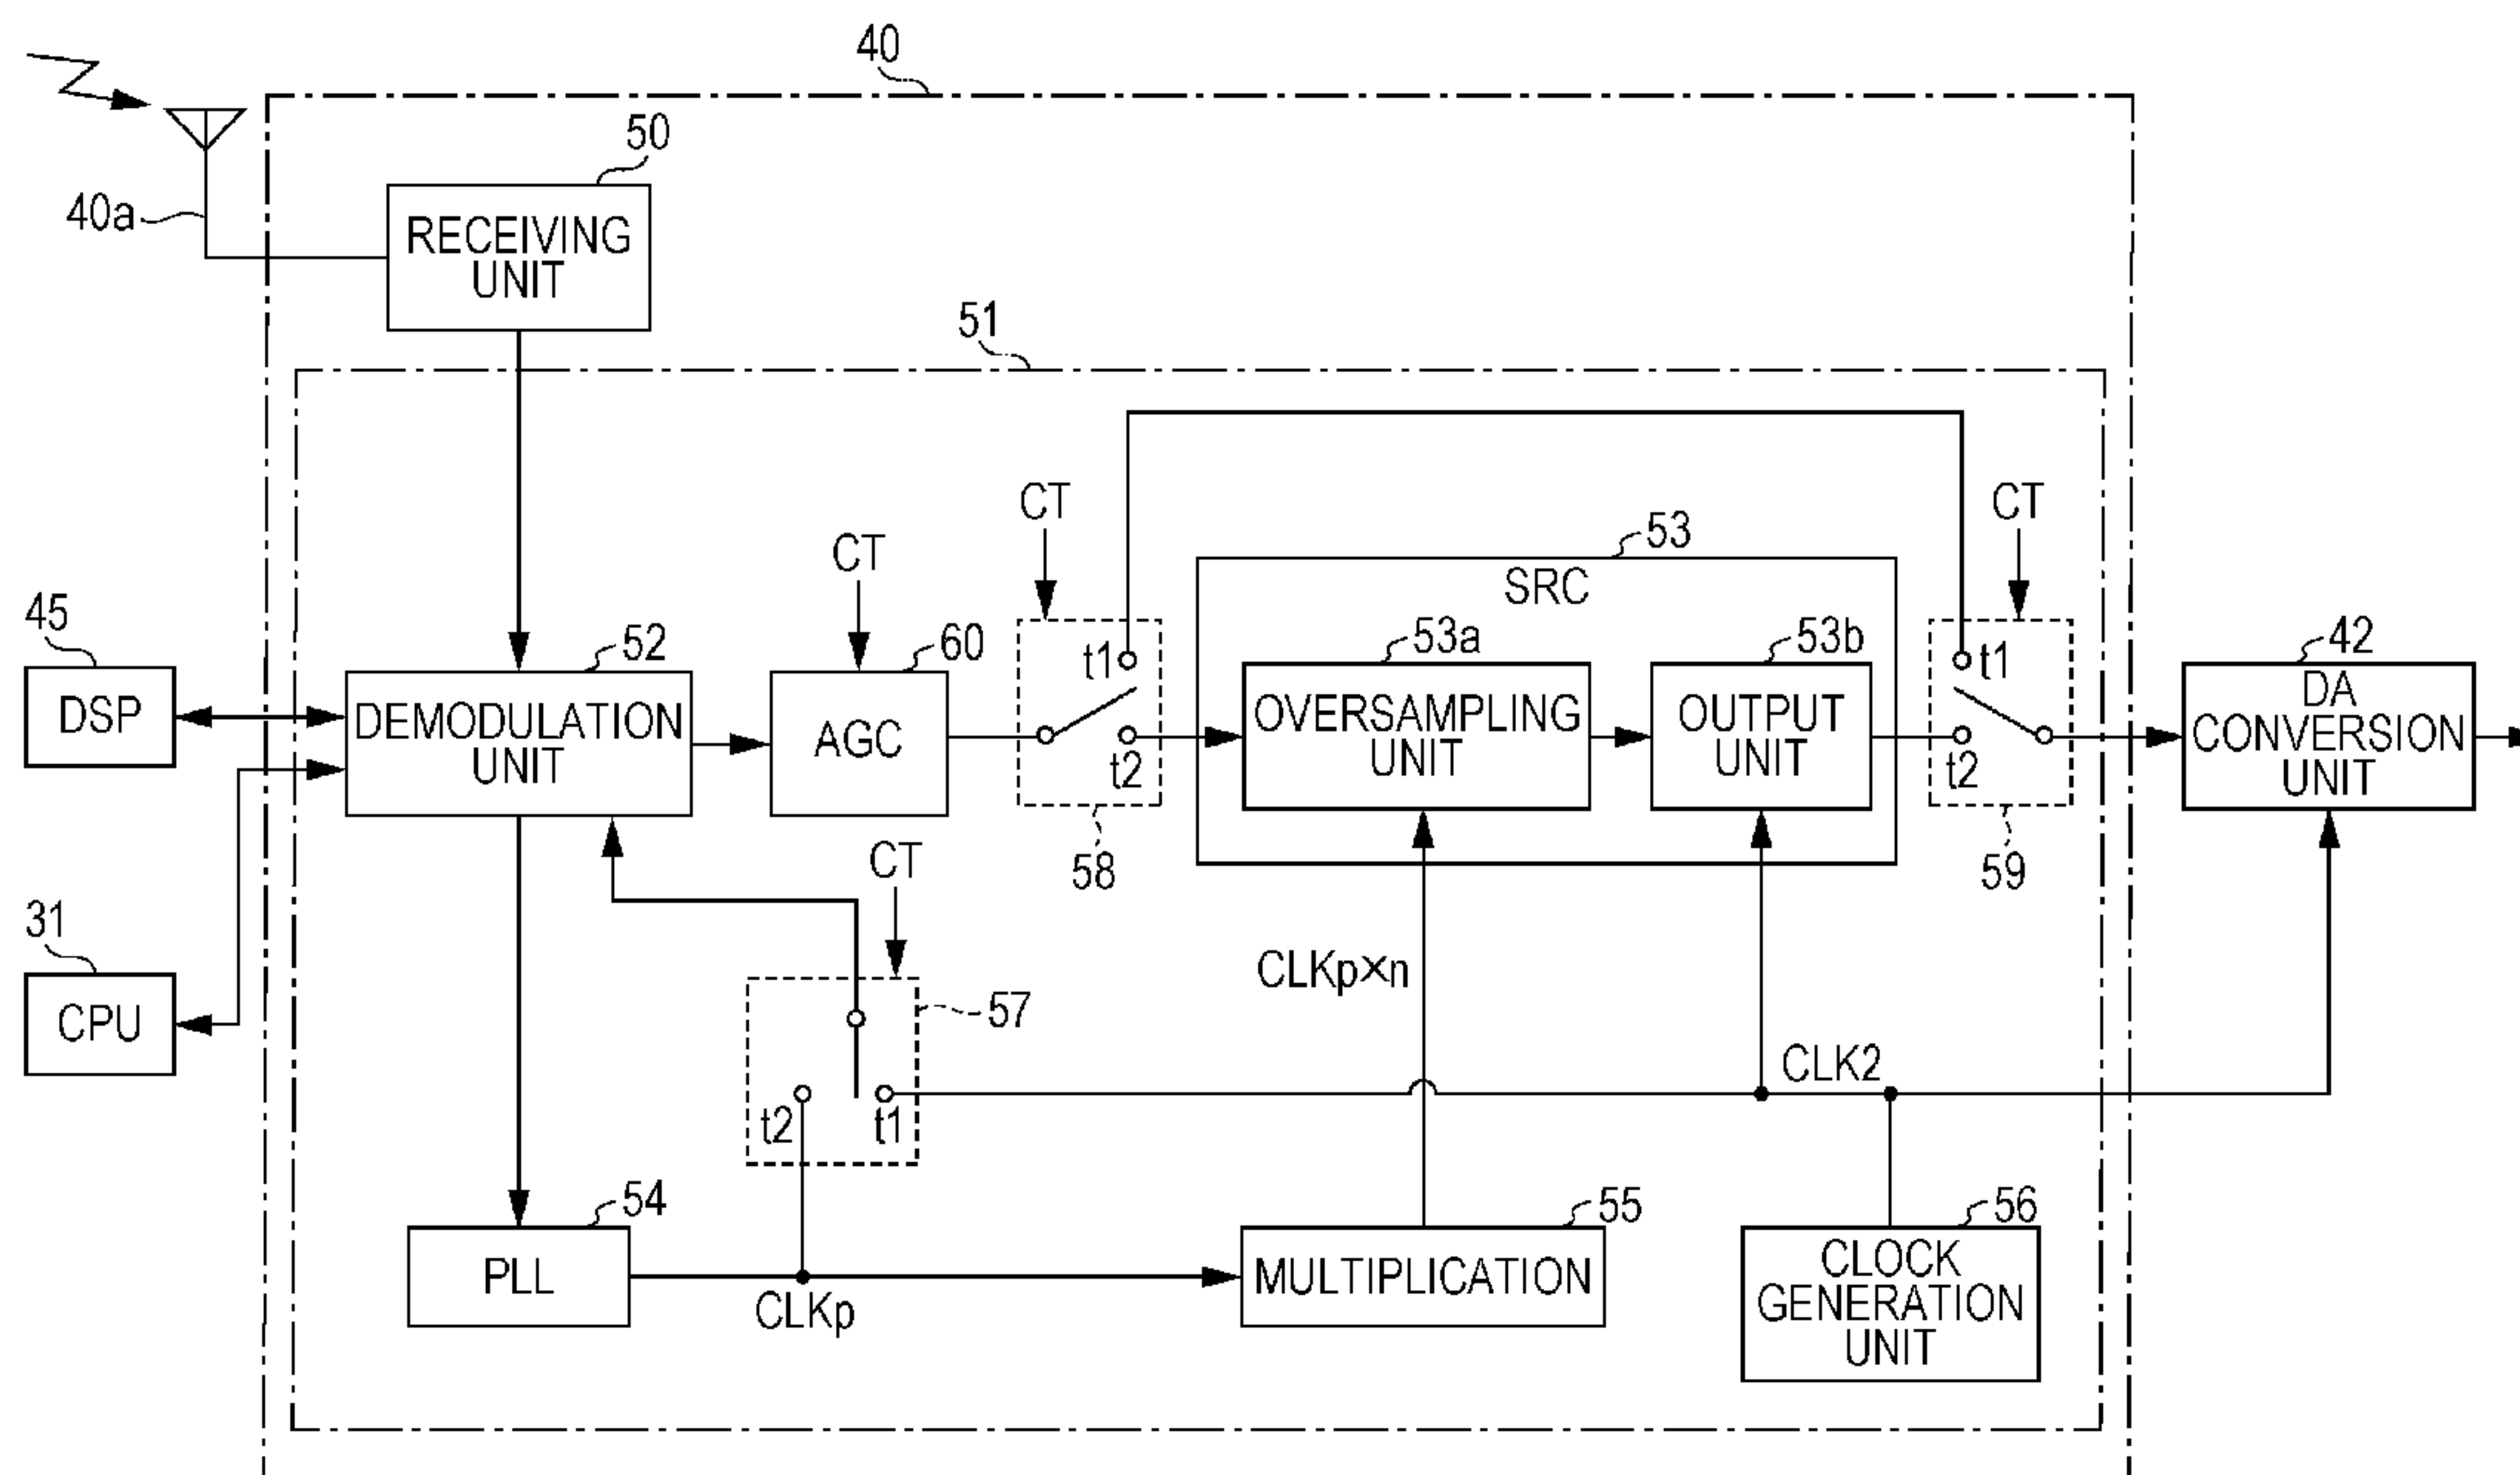 40
50
40a
RECEIVING
UNIT
51
CT
CT
CT
53
SRC
45
DSP
52
DEMODULATION
UNIT
60
AGC
t1
t2
58
53a
OVERSAMPLING
UNIT
53b
OUTPUT
UNIT
t1
t2
59
42
DA
CONVERSION
UNIT
31
CPU
CT
57
t2
t1
CLKp×n
CLK2
54
PLL
CLKp
55
MULTIPLICATION
56
CLOCK
GENERATION
UNIT